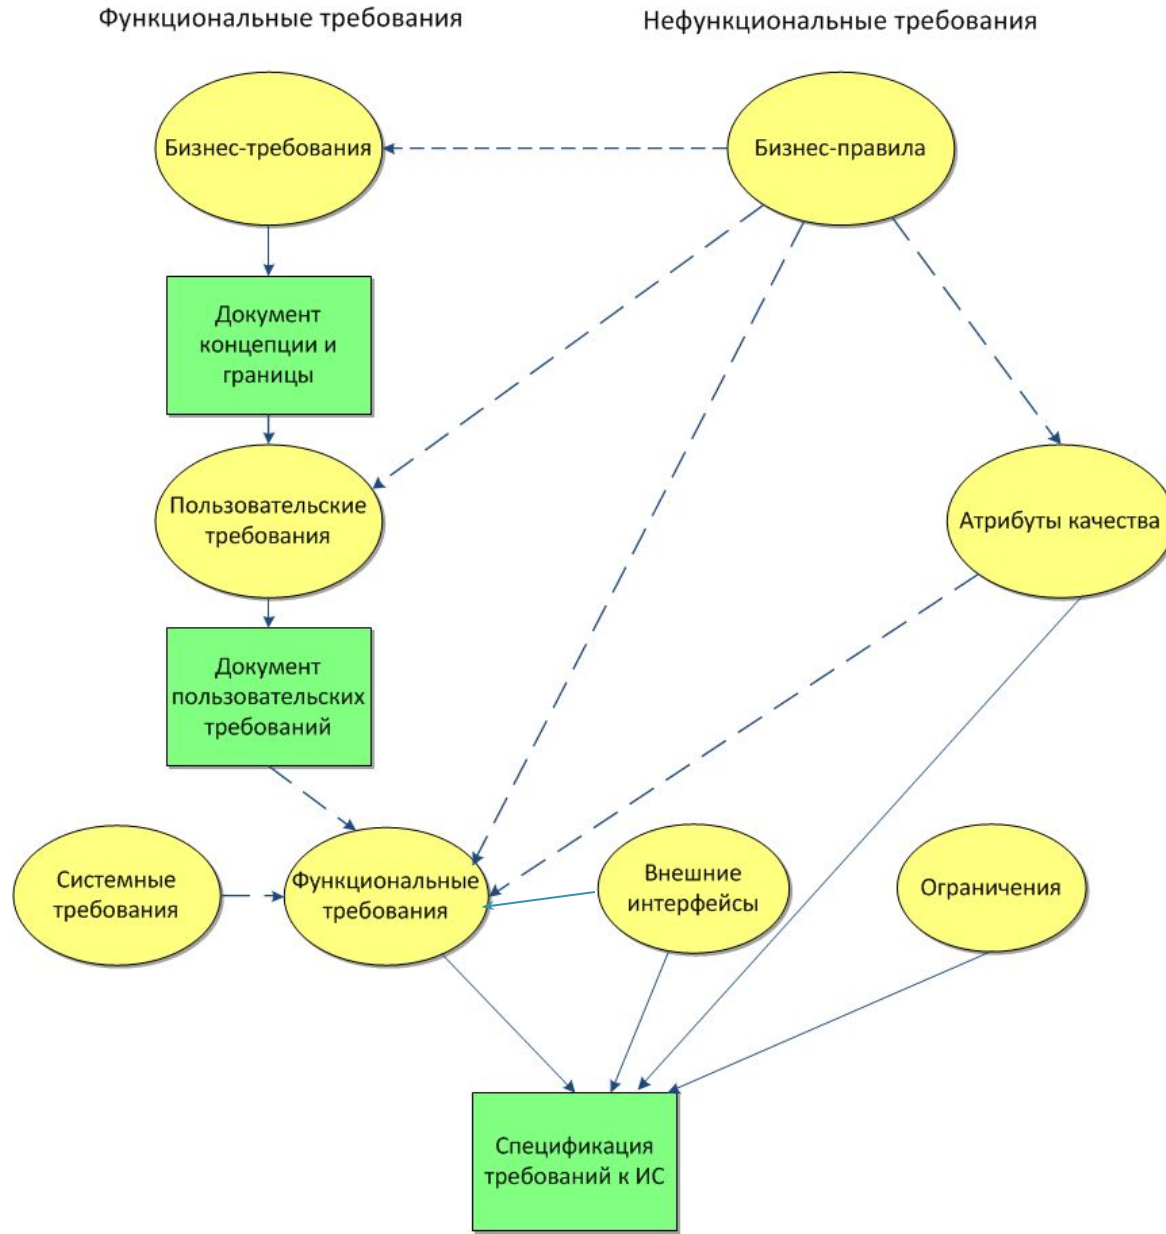 Функциональные требования
Нефункциональные требования
Бизнес-требования
Бизнес-правила
Документ
концепции и
границы
Пользовательские
требования
Атрибуты качества
Документ
пользовательских
требований
Системные
требования
Функциональные
требования
Внешние
интерфейсы
Ограничения
Спецификация
требований к ИС